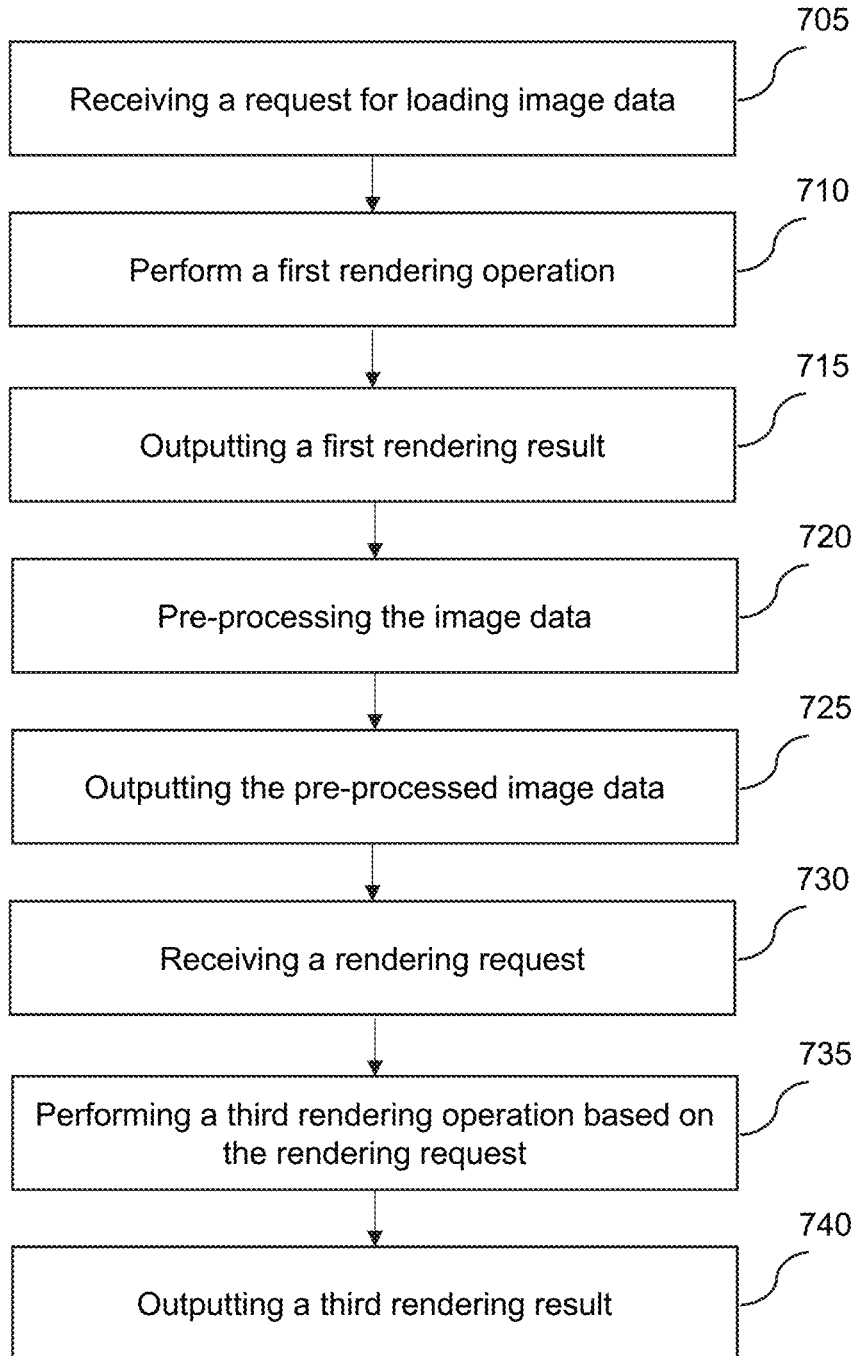 705
Receiving a request for loading image data
710
Perform a first rendering operation
715
Outputting a first rendering result
720
Pre-processing the image data
725
Outputting the pre-processed image data
730
Receiving a rendering request
735
Performing a third rendering operation based on
the rendering request
740
Outputting a third rendering result